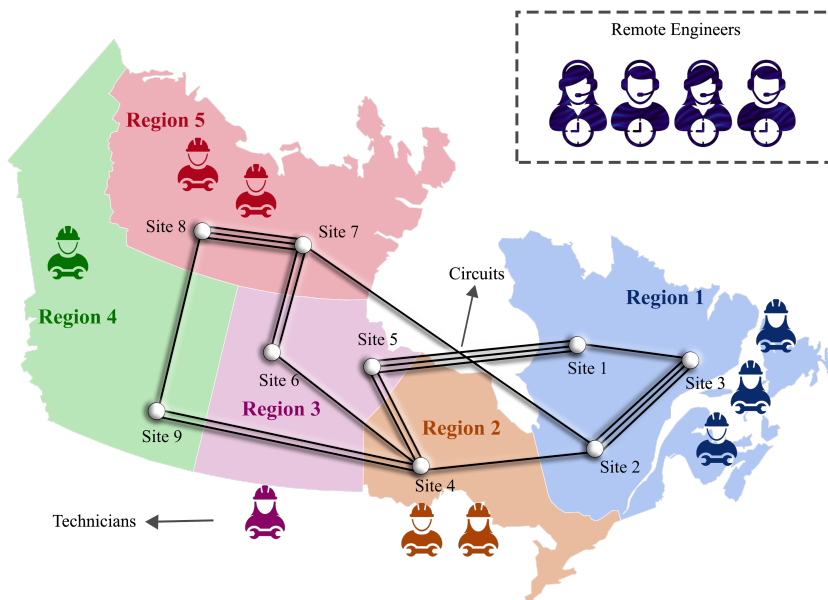 Remote Engineers
Region 5
Site 8
Site 7
Circuits
Region 1
Region 4
Site 5
Site 1
Site 3
Site 6
Region 3
Region 2
Site 9
Site 4
Site 2
Technicians